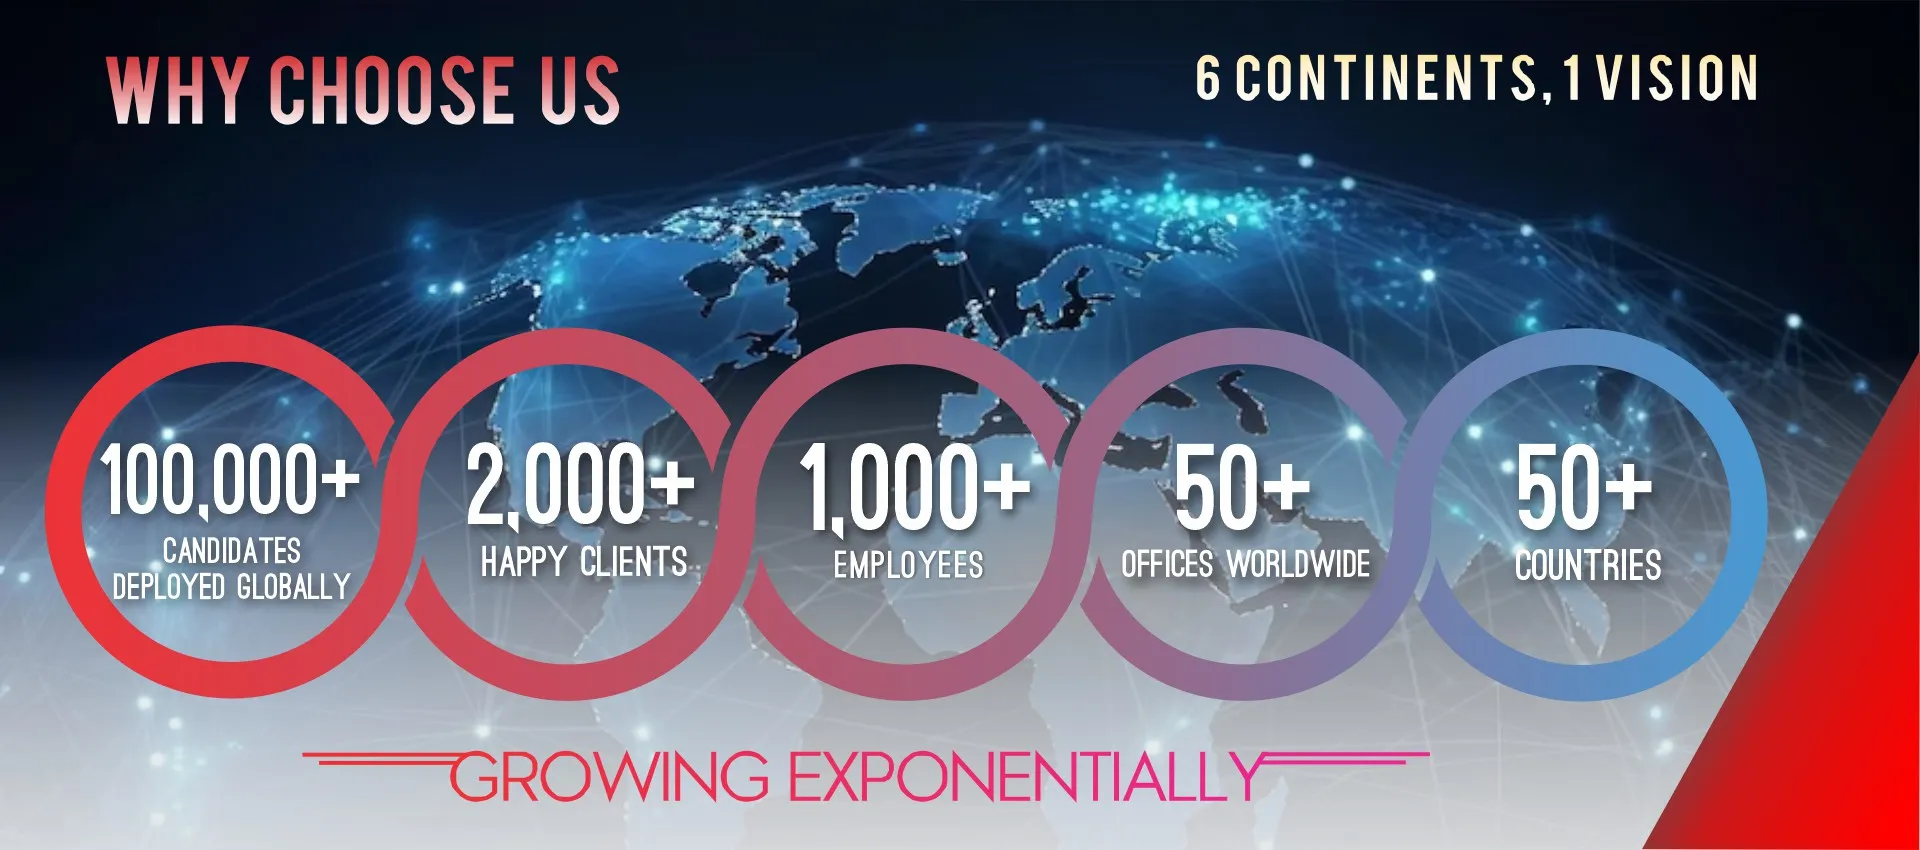 WHY CHOOSE US
6 CONTINENTS, 1 VISION
100,000+
CANDIDATES
DEPLOYED GLOBALLY
2,000+
HAPPY CLIENTS
1,000+
EMPLOYEES
50+
OFFICES WORLDWIDE
50+
COUNTRIES
GROWING EXPONENTIALLY